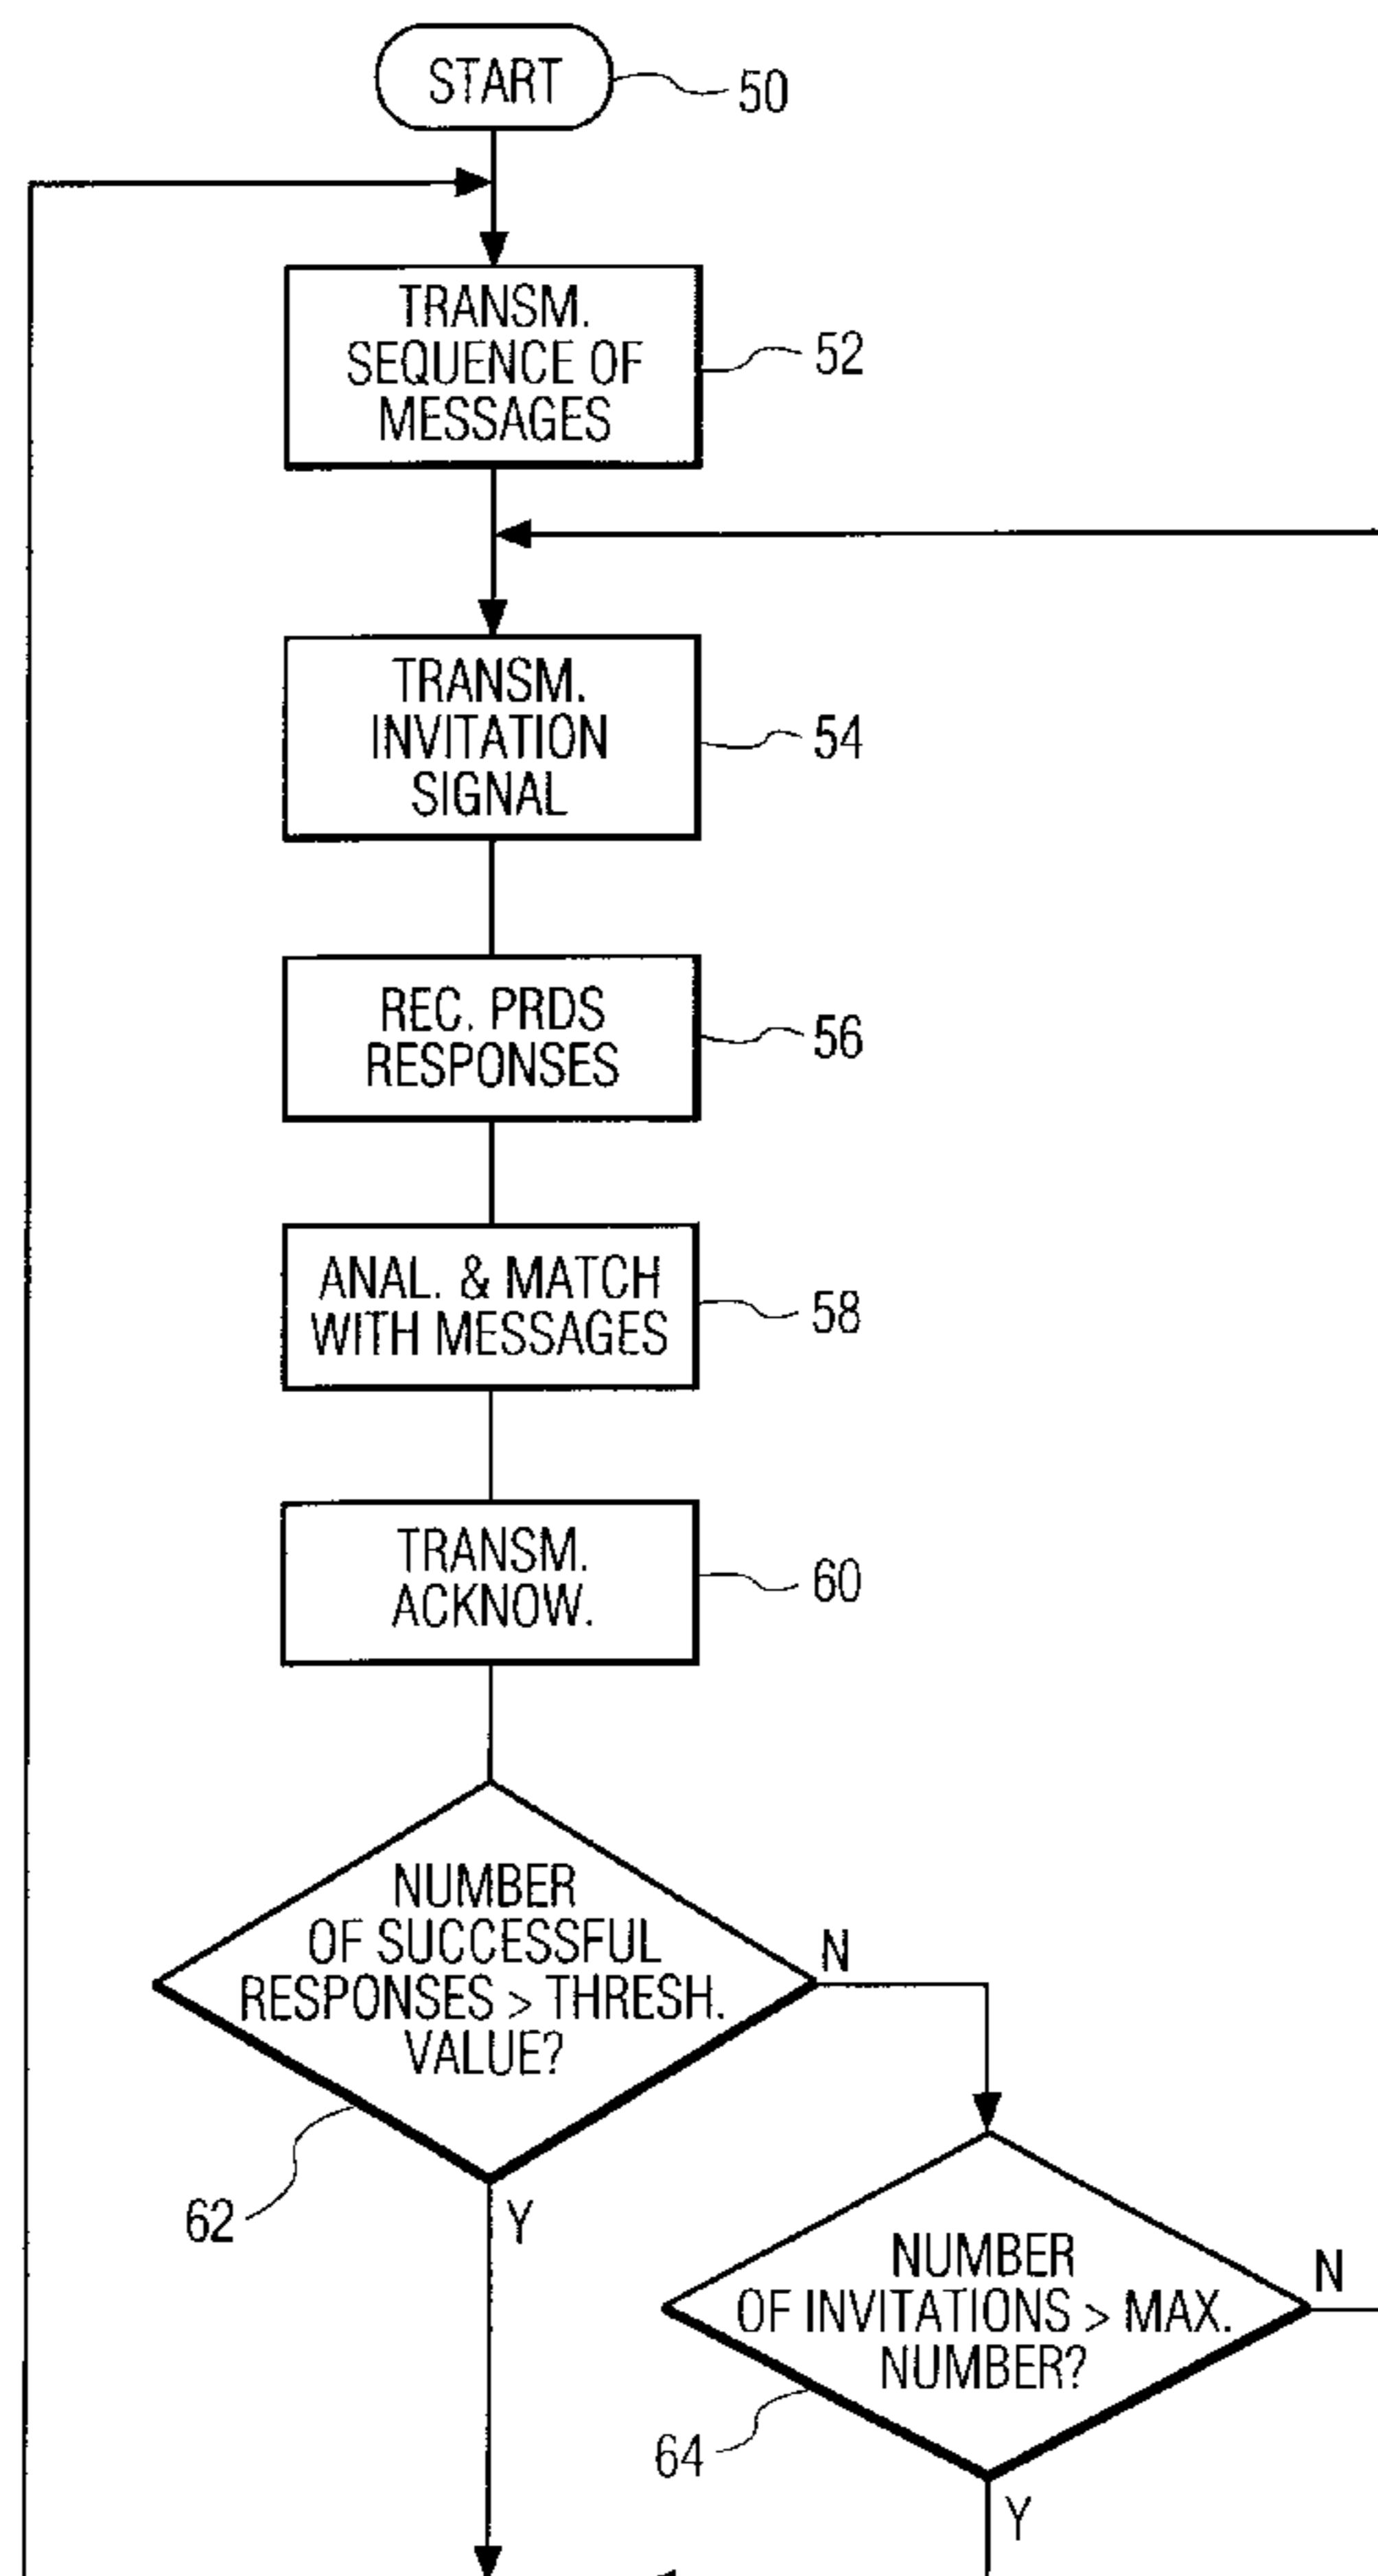 START
50
TRANSM.
SEQUENCE OF
MESSAGES
52
TRANSM.
INVITATION
SIGNAL
54
REC. PRDS
RESPONSES
56
ANAL. & MATCH
WITH MESSAGES
58
TRANSM.
ACKNOW.
60
NUMBER
OF SUCCESSFUL
RESPONSES > THRESH.
VALUE?
N
62
Y
NUMBER
OF INVITATIONS > MAX.
NUMBER?
N
64
Y